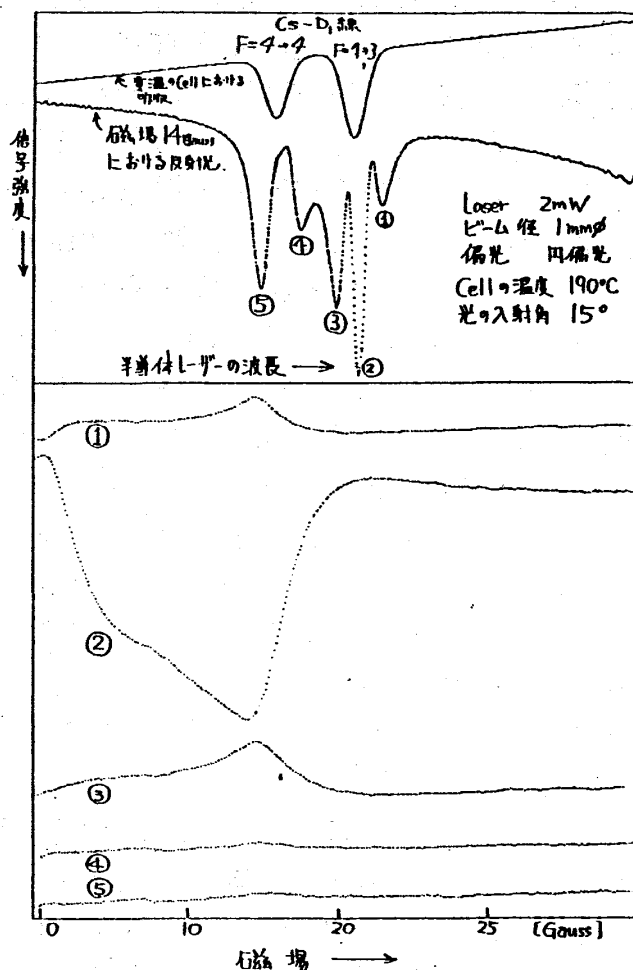 Cs-D₁線
F=4→4 F=4→3
室温のCellにおける
吸収
磁場14Gauss
における反射光.
信号強度
Laser 2mW
ビーム径 1mmφ
偏光 円偏光
Cellの温度 190℃
光の入射角 15°
①
④
⑤
③
②
半導体レーザーの波長
①
②
③
④
⑤
0 10 20 25 [Gauss]
磁場